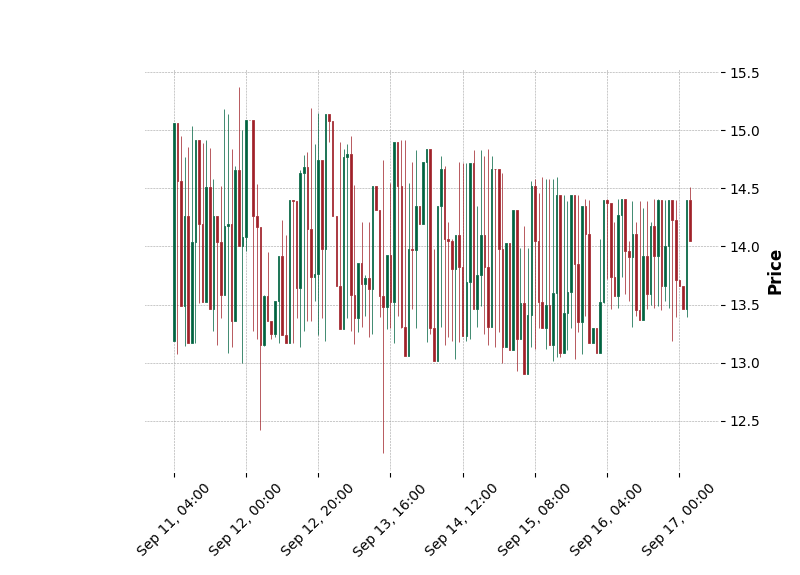 15.5
15.0
14.5
14.0
13.5
13.0
12.5
Price
Sep 11, 04:00
Sep 12, 00:00
Sep 12, 20:00
Sep 13, 16:00
Sep 14, 12:00
Sep 15, 08:00
Sep 16, 04:00
Sep 17, 00:00